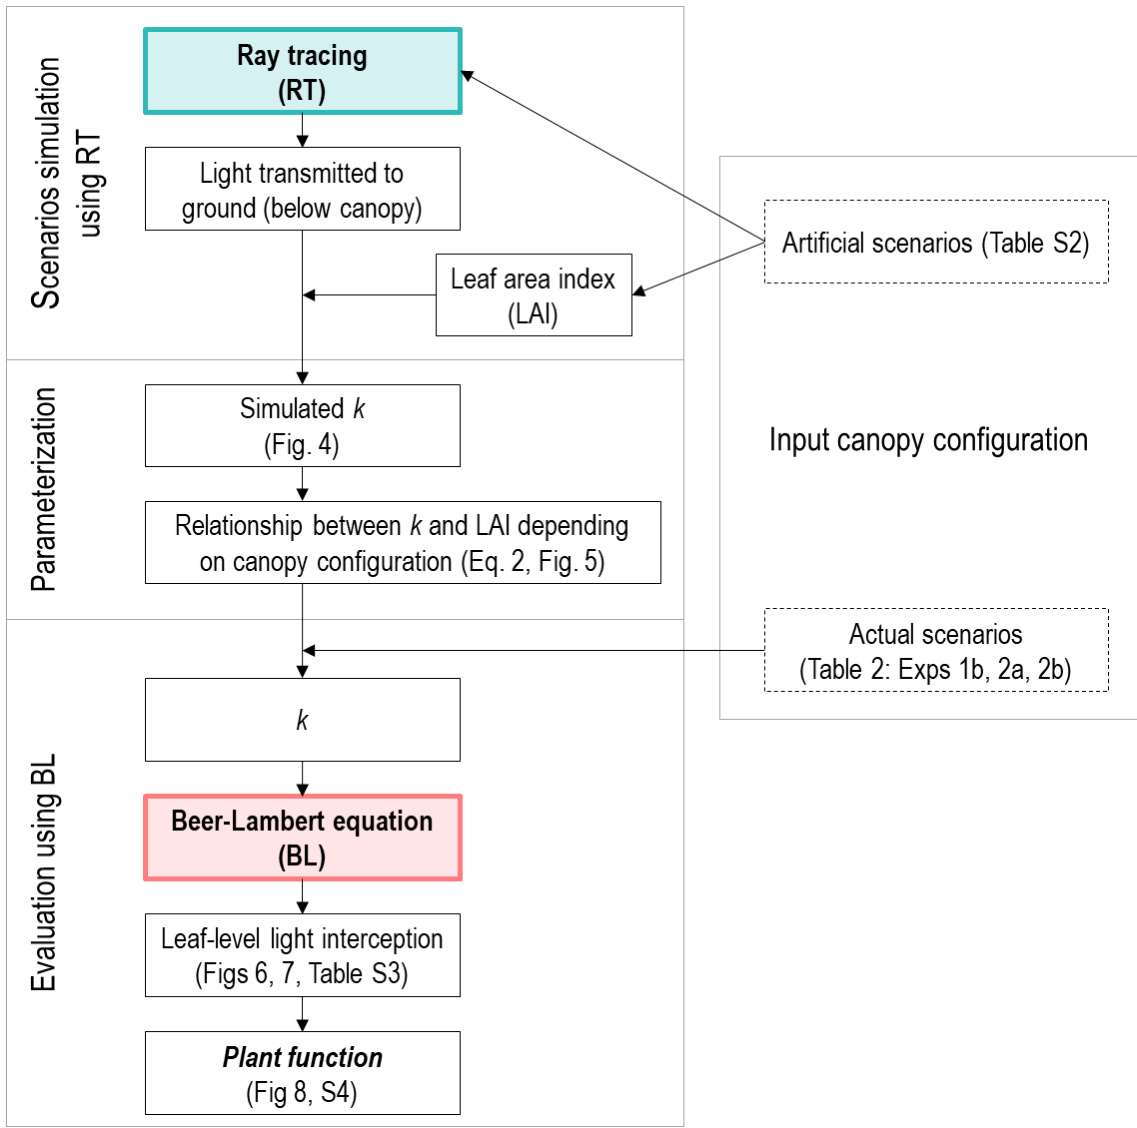 Scenarios simulation
using RT
Ray tracing
(RT)
Light transmitted to
ground (below canopy)
Leaf area index
(LAI)
Artificial scenarios (Table S2)
Input canopy configuration
Actual scenarios
(Table 2: Exps 1b, 2a, 2b)
Parameterization
Simulated k
(Fig. 4)
Relationship between k and LAI depending
on canopy configuration (Eq. 2, Fig. 5)
Evaluation using BL
k
Beer-Lambert equation
(BL)
Leaf-level light interception
(Figs 6, 7, Table S3)
Plant function
(Fig 8, S4)